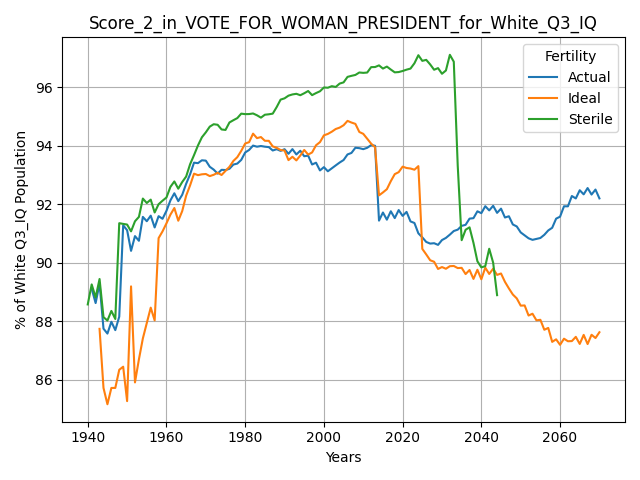 Score_2_in_VOTE_FOR_WOMAN_PRESIDENT_for_White_Q3_IQ
% of White Q3_IQ Population
96
94
92
90
88
86
Fertility
Actual
Ideal
Sterile
1940 1960 1980 2000 2020 2040 2060
Years